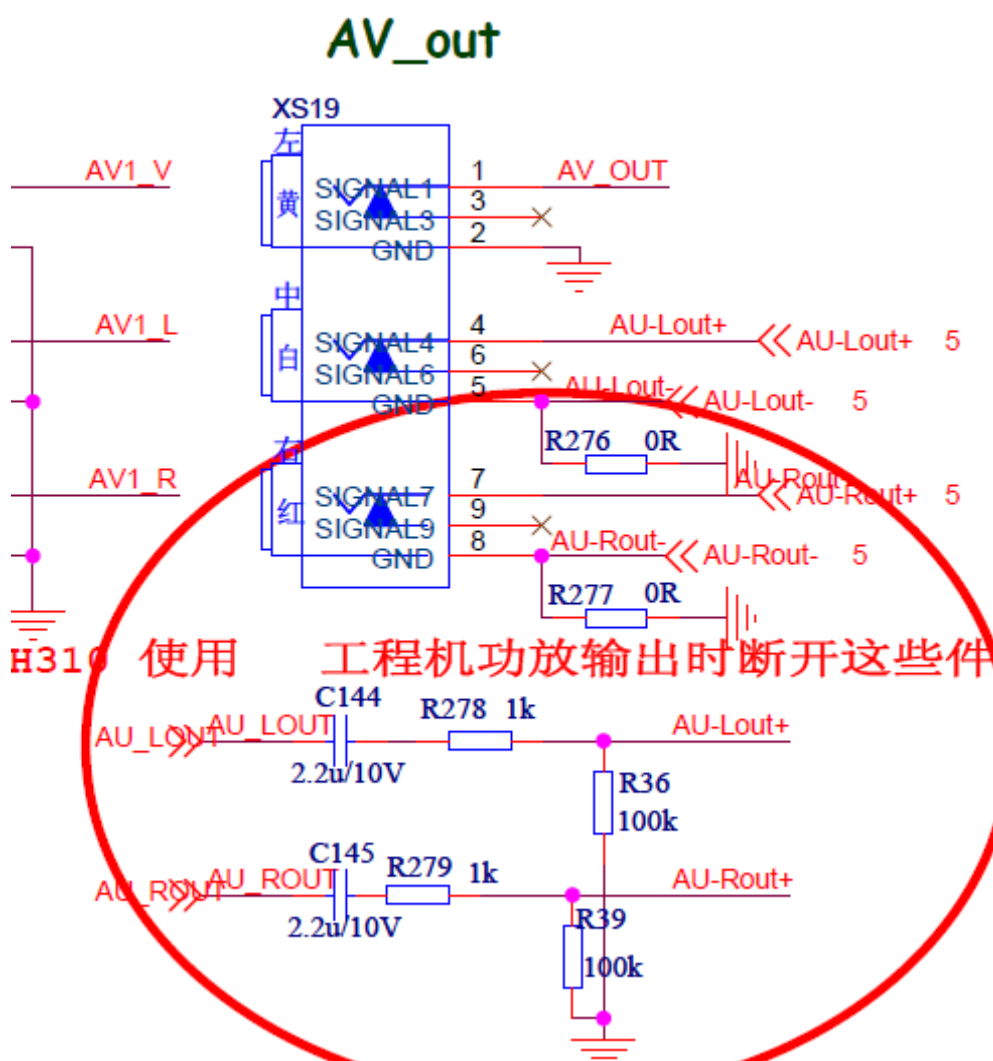 AV_out
XS19
左
AV1_V
黄
SIGNAL1
1
AV_OUT
SIGNAL3
3
GND
2
中
AV1_L
白
SIGNAL4
4
AU-Lout+
AU-Lout+ 5
SIGNAL6
6
GND
5
AU-Lout-
AU-Lout- 5
R276 0R
右
AV1_R
红
SIGNAL7
7
AU-Rout+
AU-Rout+ 5
SIGNAL9
9
GND
8
AU-Rout-
AU-Rout- 5
R277 0R
H310 使用 工程机功放输出时断开这些件
AU_LOUT
AU_LOUT
C144
2.2u/10V
R278 1k
AU-Lout+
R36
100k
AU_ROUT
AU_ROUT
C145
2.2u/10V
R279 1k
AU-Rout+
R39
100k